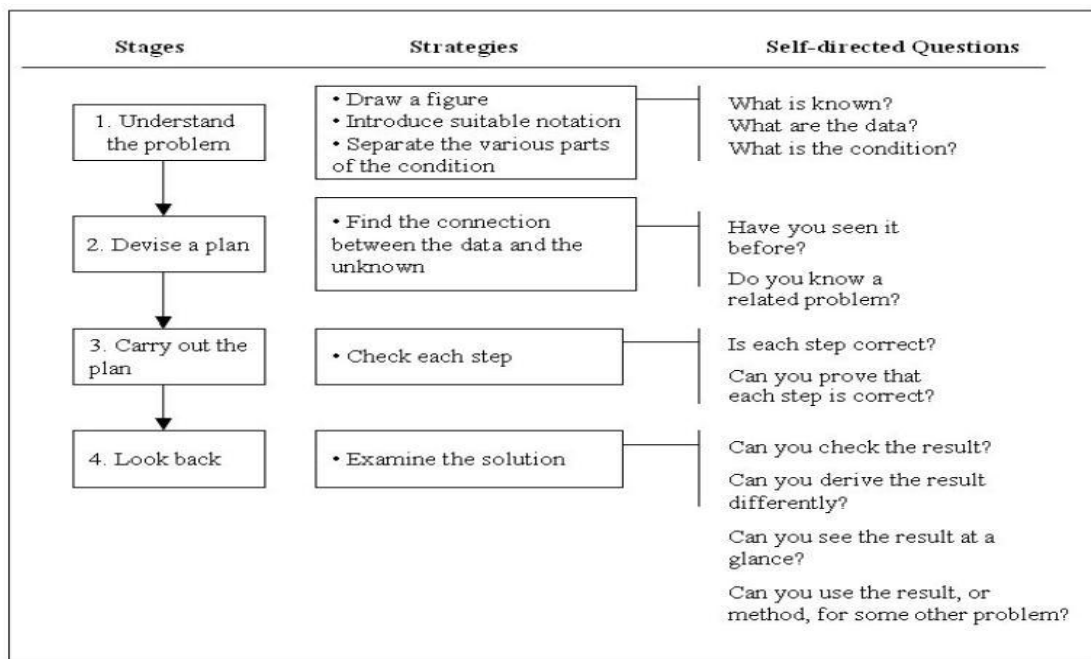 Stages
Strategies
Self-directed Questions
1. Understand
the problem
• Draw a figure
• Introduce suitable notation
• Separate the various parts
of the condition
What is known?
What are the data?
What is the condition?
2. Devise a plan
• Find the connection
between the data and the
unknown
Have you seen it
before?
Do you know a
related problem?
3. Carry out the
plan
• Check each step
Is each step correct?
Can you prove that
each step is correct?
4. Look back
• Examine the solution
Can you check the result?
Can you derive the result
differently?
Can you see the result at a
glance?
Can you use the result, or
method, for some other problem?